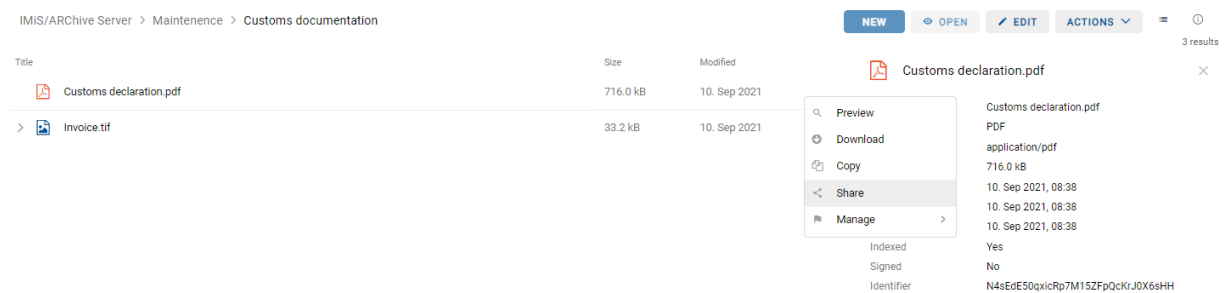 IMiS/ARChive Server > Maintenence > Customs documentation
NEW OPEN EDIT ACTIONS
3 results
Title Size Modified
Customs declaration.pdf 716.0 kB 10. Sep 2021
Invoice.tif 33.2 kB 10. Sep 2021
Customs declaration.pdf
Preview
Download
Copy
Share
Manage
Customs declaration.pdf
PDF
application/pdf
716.0 kB
10. Sep 2021, 08:38
10. Sep 2021, 08:38
10. Sep 2021, 08:38
Indexed Yes
Signed No
Identifier N4sEdE50qxicRp7M15ZFpQcKrJ0X6sHH